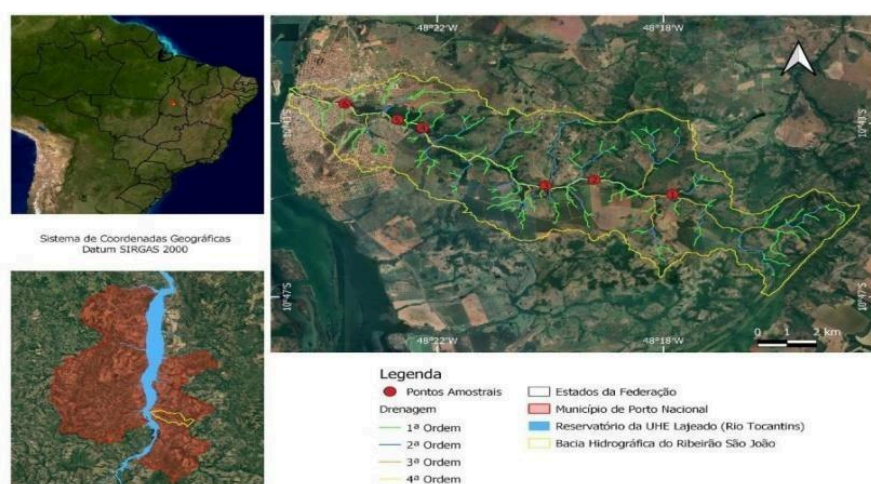 48°22'W
48°18'W
10°47'S
Sistema de Coordenadas Geográficas
Datum SIRGAS 2000
48°22'W
48°18'W
10°47'S
0 1 2 km
Legenda
Pontos Amostrais
Drenagem
1ª Ordem
2ª Ordem
3ª Ordem
4ª Ordem
Estados da Federação
Município de Porto Nacional
Reservatório da UHE Lajeado (Rio Tocantins)
Bacia Hidrográfica do Ribeirão São João